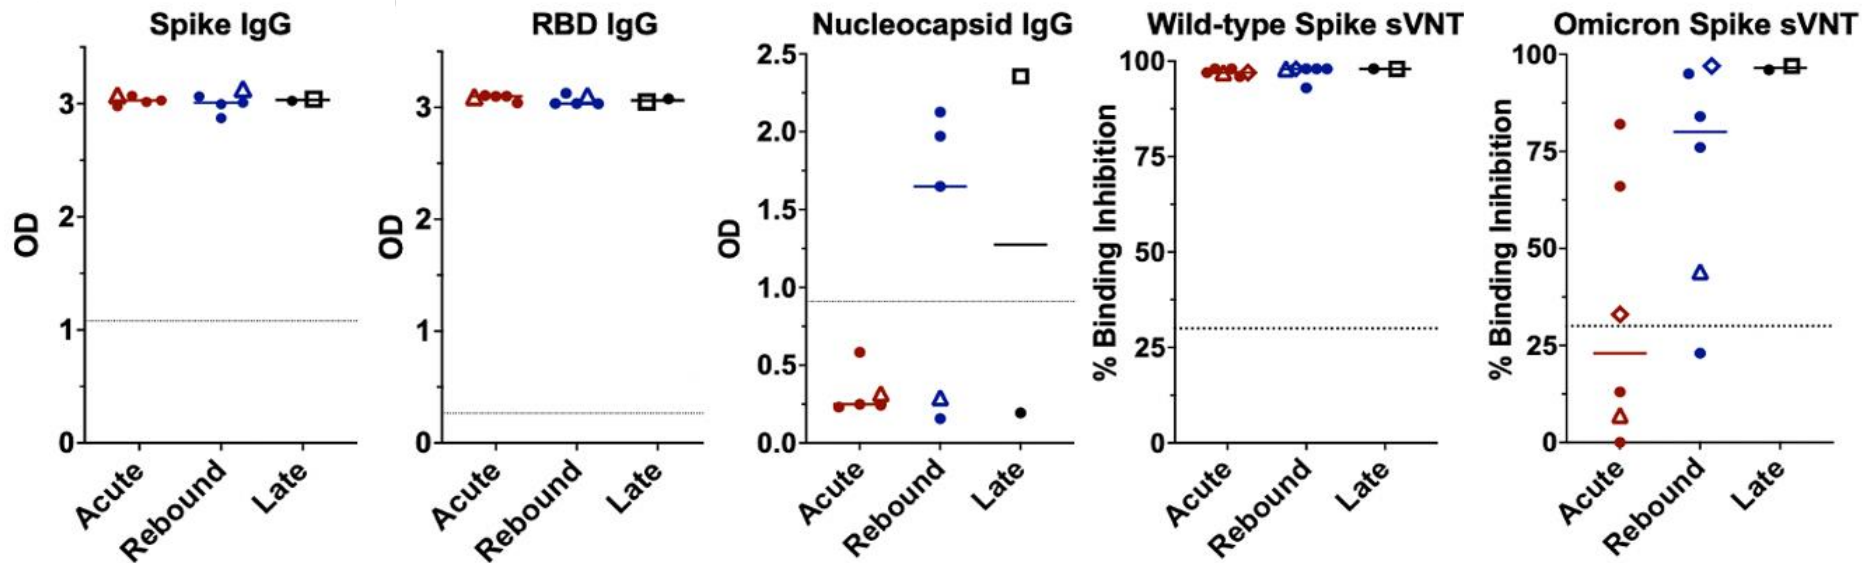 Spike IgG
OD
3
2
1
0
Acute
Rebound
Late
RBD IgG
OD
3
2
1
0
Acute
Rebound
Late
Nucleocapsid IgG
OD
2.5
2.0
1.5
1.0
0.5
0.0
Acute
Rebound
Late
Wild-type Spike sVNT
% Binding Inhibition
100
75
50
25
0
Acute
Rebound
Late
Omicron Spike sVNT
% Binding Inhibition
100
75
50
25
0
Acute
Rebound
Late